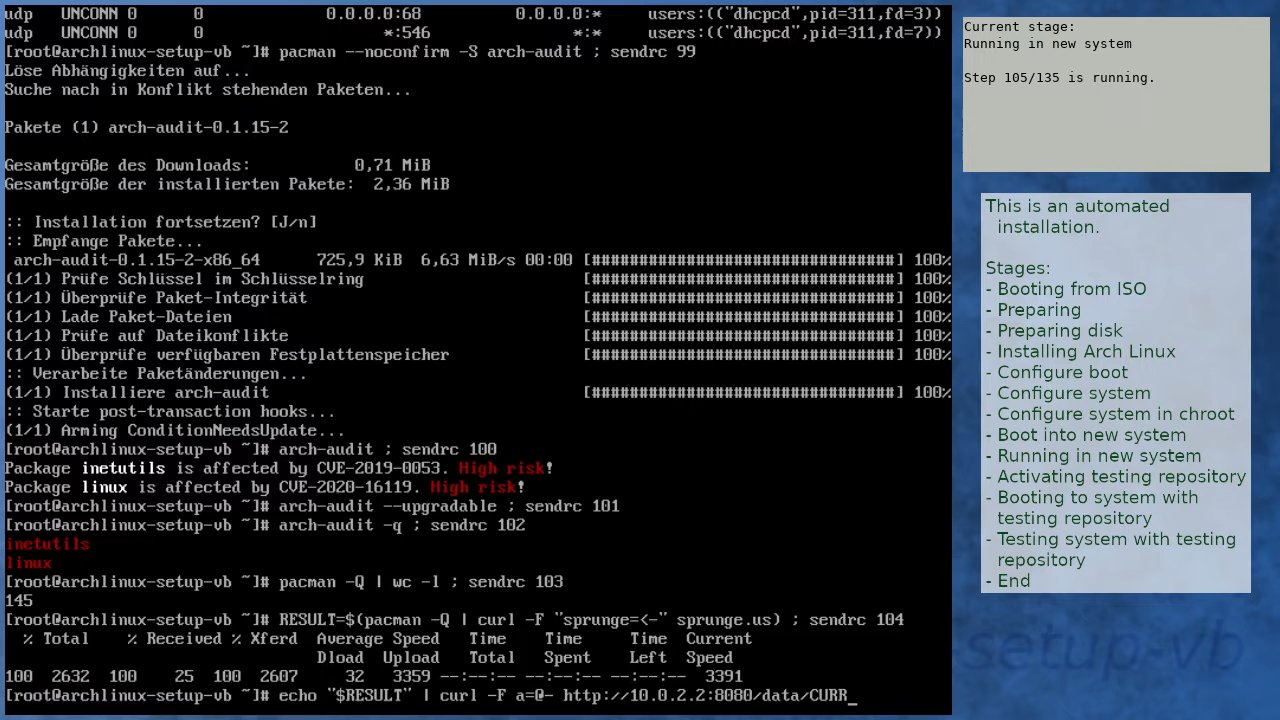 udp   UNCONN 0      0             0.0.0.0:68          0.0.0.0:*     users:(("dhcpcd",pid=311,fd=3))
udp   UNCONN 0      0                   *:546               *:*     users:(("dhcpcd",pid=311,fd=7))
[root@archlinux-setup-vb ~]# pacman --noconfirm -S arch-audit ; sendrc 99
Löse Abhängigkeiten auf...
Suche nach in Konflikt stehenden Paketen...
Pakete (1) arch-audit-0.1.15-2
Gesamtgröße des Downloads:           0,71 MiB
Gesamtgröße der installierten Pakete:  2,36 MiB
:: Installation fortsetzen? [J/n]
:: Empfange Pakete...
 arch-audit-0.1.15-2-x86_64      725,9 KiB  6,63 MiB/s 00:00 [#################################] 100%
(1/1) Prüfe Schlüssel im Schlüsselring                       [#################################] 100%
(1/1) Überprüfe Paket-Integrität                             [#################################] 100%
(1/1) Lade Paket-Dateien                                     [#################################] 100%
(1/1) Prüfe auf Dateikonflikte                               [#################################] 100%
(1/1) Überprüfe verfügbaren Festplattenspeicher              [#################################] 100%
:: Verarbeite Paketänderungen...
(1/1) Installiere arch-audit                                 [#################################] 100%
:: Starte post-transaction hooks...
(1/1) Arming ConditionNeedsUpdate...
[root@archlinux-setup-vb ~]# arch-audit ; sendrc 100
Package inetutils is affected by CVE-2019-0053. High risk!
Package linux is affected by CVE-2020-16119. High risk!
[root@archlinux-setup-vb ~]# arch-audit --upgradable ; sendrc 101
[root@archlinux-setup-vb ~]# arch-audit -q ; sendrc 102
inetutils
linux
[root@archlinux-setup-vb ~]# pacman -Q | wc -l ; sendrc 103
145
[root@archlinux-setup-vb ~]# RESULT=$(pacman -Q | curl -F "sprunge=<-" sprunge.us) ; sendrc 104
  % Total    % Received % Xferd  Average Speed   Time    Time     Time  Current
                                 Dload  Upload   Total   Spent    Left  Speed
100  2632  100    25  100  2607     32   3359 --:--:-- --:--:-- --:--:--  3391
[root@archlinux-setup-vb ~]# echo "$RESULT" | curl -F a=@- http://10.0.2.2:8080/data/CURR_
Current stage:
Running in new system
Step 105/135 is running.
This is an automated
installation.
Stages:
- Booting from ISO
- Preparing
- Preparing disk
- Installing Arch Linux
- Configure boot
- Configure system
- Configure system in chroot
- Boot into new system
- Running in new system
- Activating testing repository
- Booting to system with
testing repository
- Testing system with testing
repository
- End
setup-vb